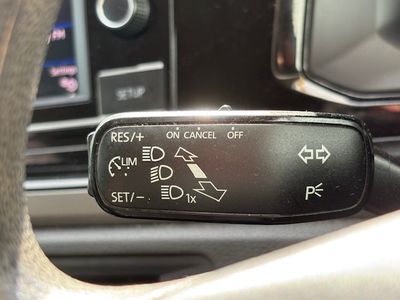 SETUP
RES/+ ON CANCEL OFF
LIM
SET/- 1x
P